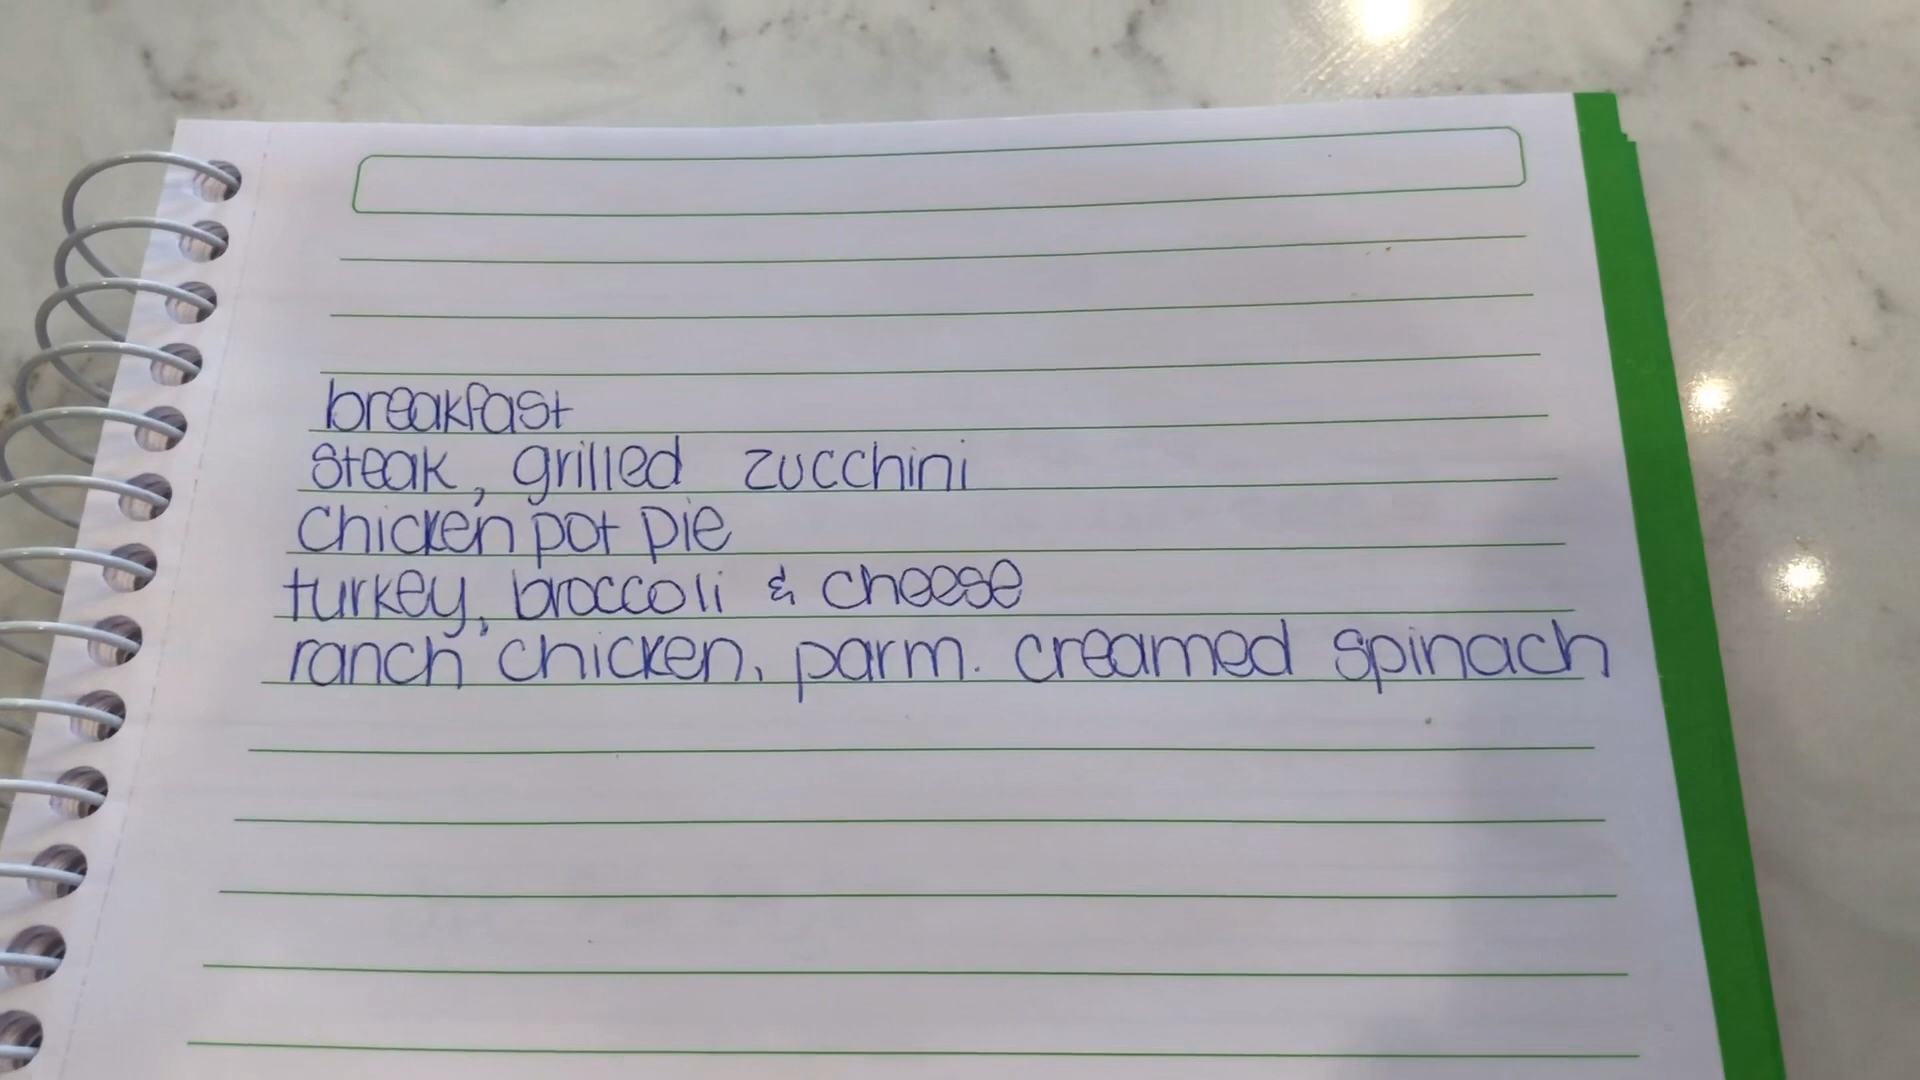 breakfast
steak, grilled zucchini
Chicken pot pie
turkey, broccoli & cheese
ranch chicken, parm. creamed spinach